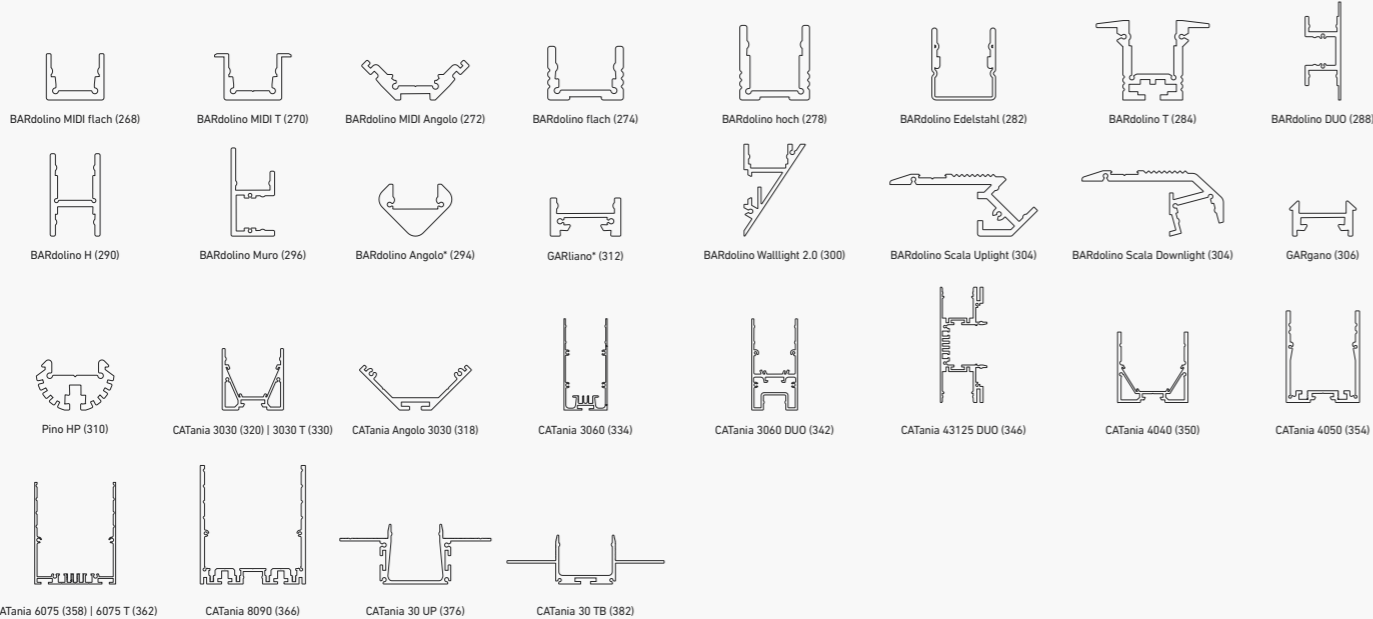 BARdolino MIDI flach (268)
BARdolino MIDI T (270)
BARdolino MIDI Angolo (272)
BARdolino flach (274)
BARdolino hoch (278)
BARdolino Edelstahl (282)
BARdolino T (284)
BARdolino DUO (288)
BARdolino H (290)
BARdolino Muro (296)
BARdolino Angolo* (294)
GARliano* (312)
BARdolino Walllight 2.0 (300)
BARdolino Scala Uplight (304)
BARdolino Scala Downlight (304)
GARgano (306)
Pino HP (310)
CATania 3030 (320) | 3030 T (330)
CATania Angolo 3030 (318)
CATania 3060 (334)
CATania 3060 DUO (342)
CATania 43125 DUO (346)
CATania 4040 (350)
CATania 4050 (354)
ATania 6075 (358) | 6075 T (362)
CATania 8090 (366)
CATania 30 UP (376)
CATania 30 TB (382)